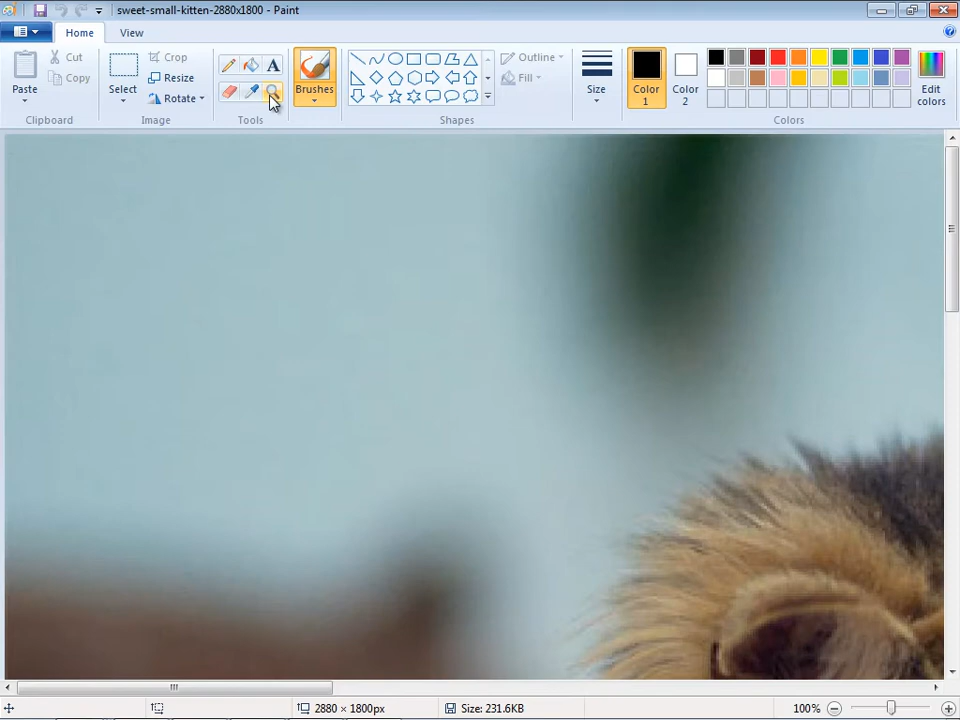 sweet-small-kitten-2880x1800 - Paint
Home
View
Paste
Cut
Copy
Clipboard
Select
Crop
Resize
Rotate
Image
A
Tools
Brushes
Shapes
Outline
Fill
Size
Color 1
Color 2
Edit colors
Colors
2880 × 1800px
Size: 231.6KB
100%